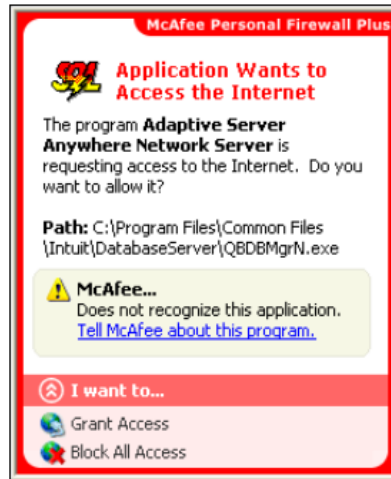 McAfee Personal Firewall Plus
SQL
Application Wants to
Access the Internet
The program Adaptive Server
Anywhere Network Server is
requesting access to the Internet.  Do you
want to allow it?
Path: C:\Program Files\Common Files
\Intuit\DatabaseServer\QBDBMgrN.exe
McAfee...
Does not recognize this application.
Tell McAfee about this program.
I want to...
Grant Access
Block All Access